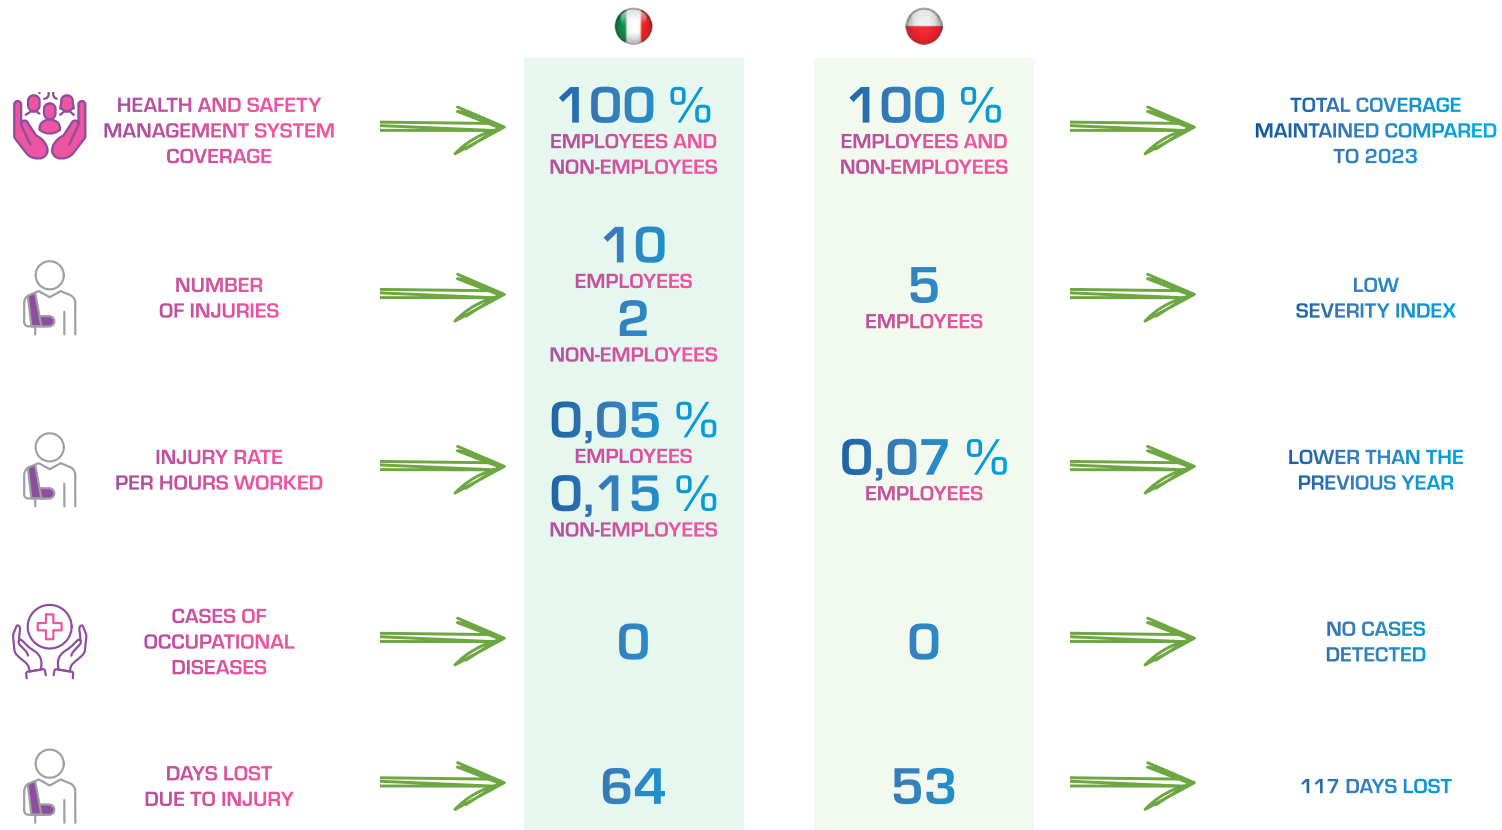 HEALTH AND SAFETY
MANAGEMENT SYSTEM
COVERAGE
100 %
EMPLOYEES AND
NON-EMPLOYEES
100 %
EMPLOYEES AND
NON-EMPLOYEES
TOTAL COVERAGE
MAINTAINED COMPARED
TO 2023
NUMBER
OF INJURIES
10
EMPLOYEES
2
NON-EMPLOYEES
5
EMPLOYEES
LOW
SEVERITY INDEX
INJURY RATE
PER HOURS WORKED
0,05 %
EMPLOYEES
0,15 %
NON-EMPLOYEES
0,07 %
EMPLOYEES
LOWER THAN THE
PREVIOUS YEAR
CASES OF
OCCUPATIONAL
DISEASES
0
0
NO CASES
DETECTED
DAYS LOST
DUE TO INJURY
64
53
117 DAYS LOST